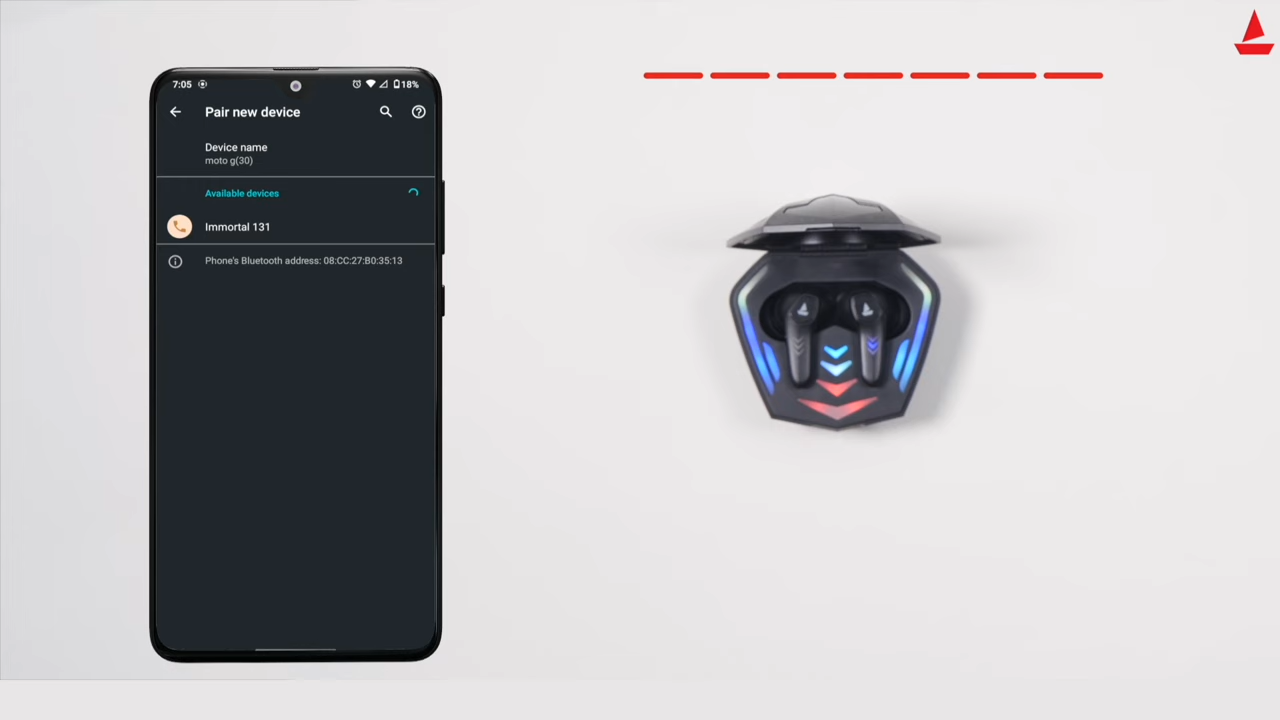 7:05
18%
Pair new device
Device name
moto g(30)
Available devices
Immortal 131
Phone's Bluetooth address: 08:CC:27:B0:35:13